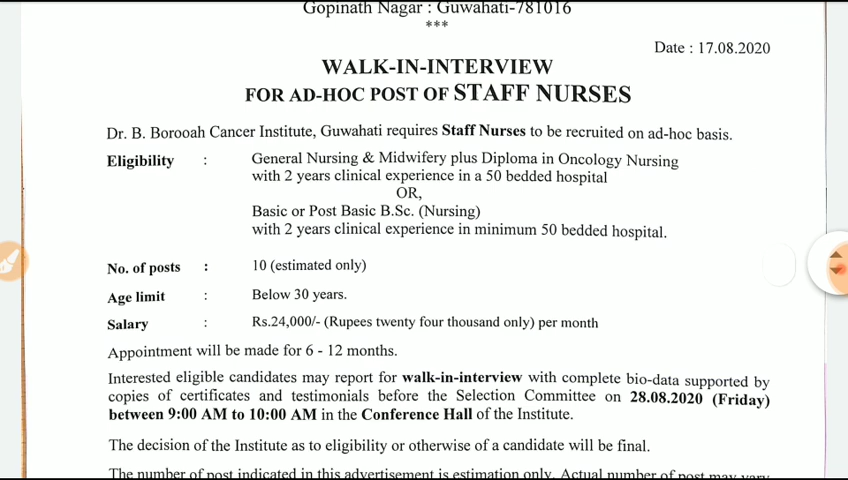 Gopinath Nagar : Guwahati-781016
***
Date : 17.08.2020
WALK-IN-INTERVIEW
FOR AD-HOC POST OF STAFF NURSES
Dr. B. Borooah Cancer Institute, Guwahati requires Staff Nurses to be recruited on ad-hoc basis.
Eligibility : General Nursing & Midwifery plus Diploma in Oncology Nursing
with 2 years clinical experience in a 50 bedded hospital
OR,
Basic or Post Basic B.Sc. (Nursing)
with 2 years clinical experience in minimum 50 bedded hospital.
No. of posts : 10 (estimated only)
Age limit : Below 30 years.
Salary : Rs.24,000/- (Rupees twenty four thousand only) per month
Appointment will be made for 6 - 12 months.
Interested eligible candidates may report for walk-in-interview with complete bio-data supported by
copies of certificates and testimonials before the Selection Committee on 28.08.2020 (Friday)
between 9:00 AM to 10:00 AM in the Conference Hall of the Institute.
The decision of the Institute as to eligibility or otherwise of a candidate will be final.
The number of post indicated in this advertisement is estimation only. Actual number of post may vary